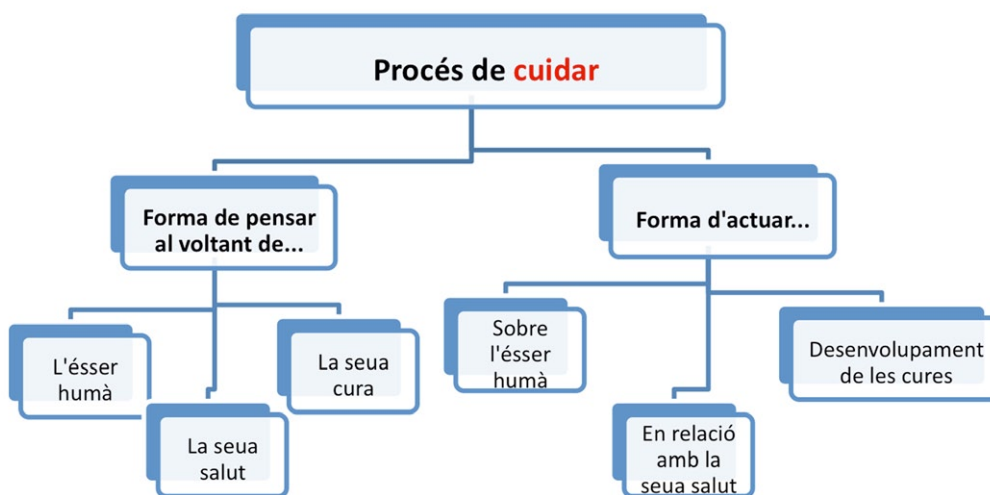 Procés de cuidar
Forma de pensar
al voltant de...
L'ésser
humà
La seua
salut
La seua
cura
Forma d'actuar...
Sobre
l'ésser
humà
En relació
amb la
seua salut
Desenvolupament
de les cures